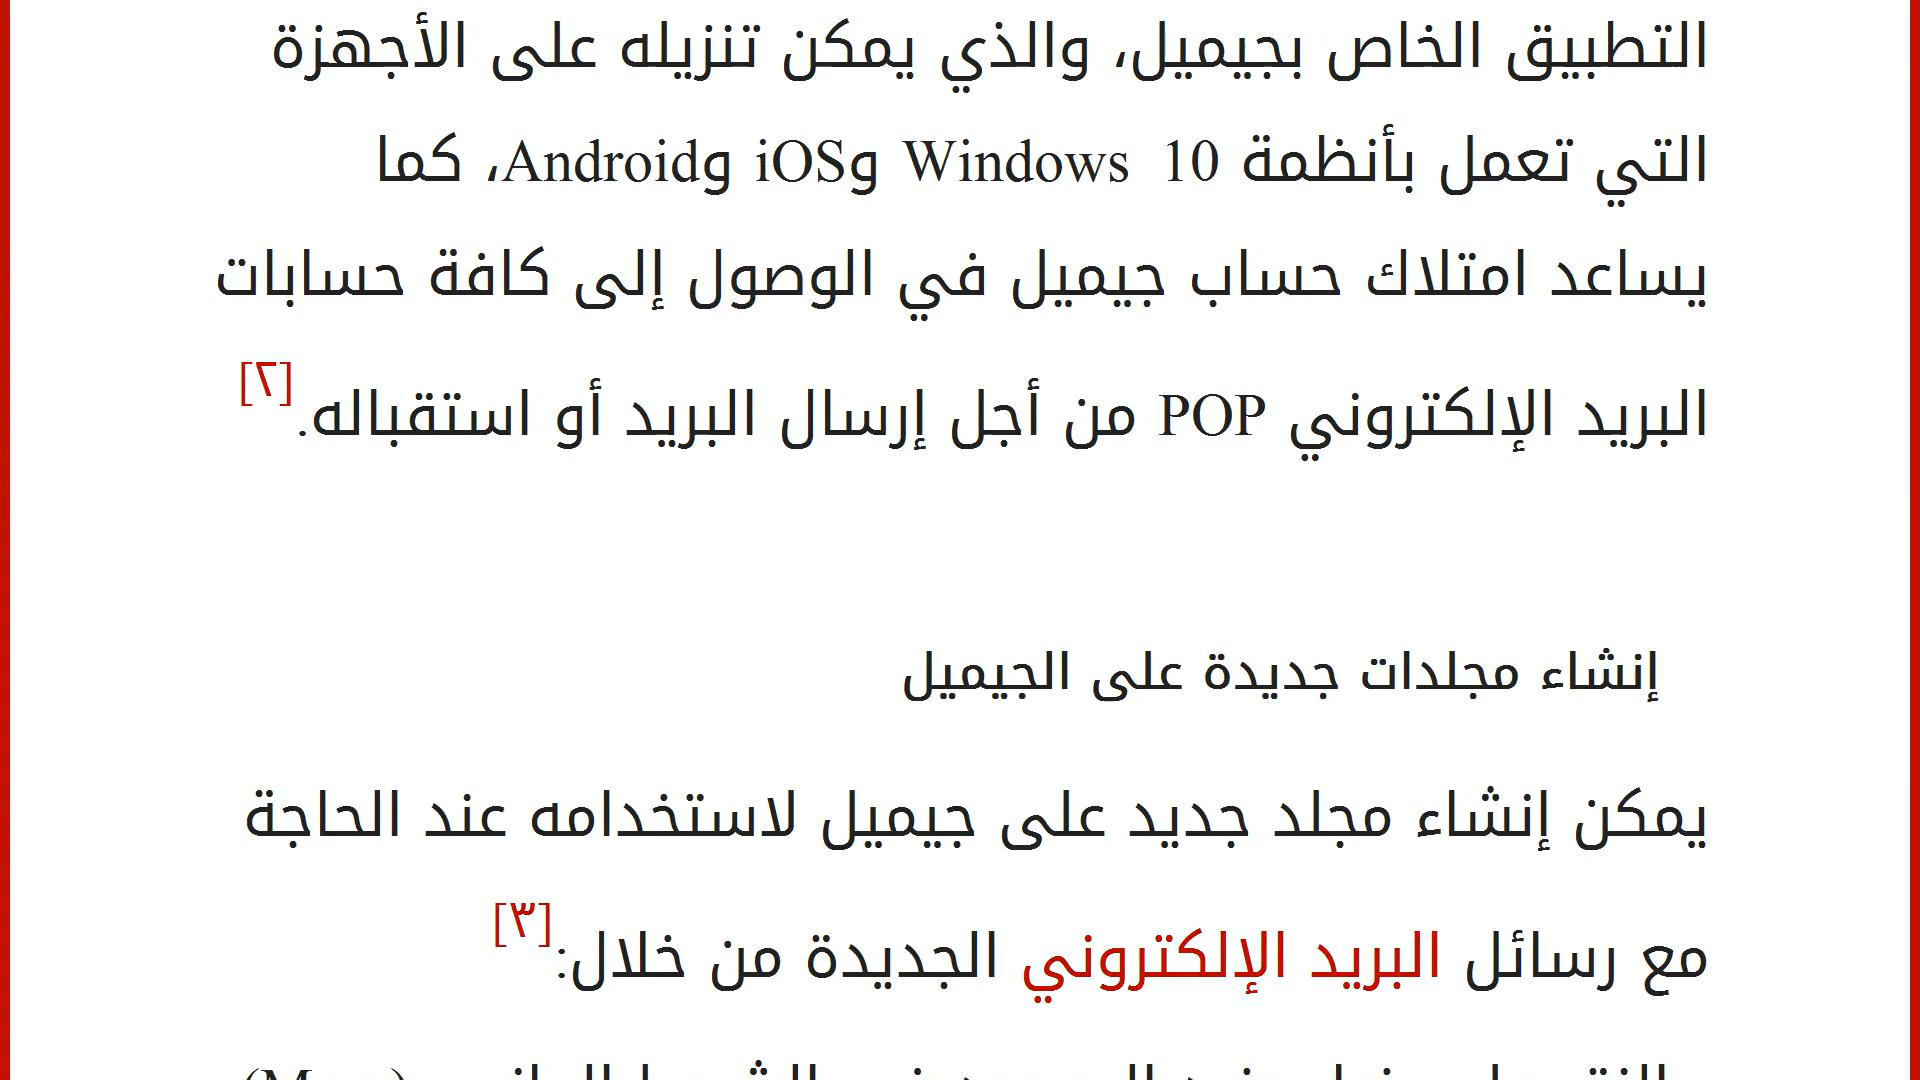 التطبيق الخاص بجيميل، والذي يمكن تنزيله على الأجهزة
التي تعمل بأنظمة Windows 10 وiOS وAndroid، كما
يساعد امتلاك حساب جيميل في الوصول إلى كافة حسابات
البريد الإلكتروني POP من أجل إرسال البريد أو استقباله.[٢]
إنشاء مجلدات جديدة على الجيميل
يمكن إنشاء مجلد جديد على جيميل لاستخدامه عند الحاجة
مع رسائل البريد الإلكتروني الجديدة من خلال:[٣]